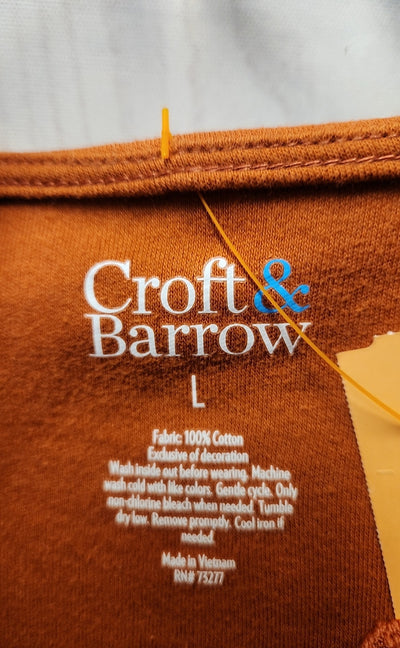 Croft &
Barrow
L
Fabric: 100% Cotton
Exclusive of decoration
Wash inside out before wearing. Machine
wash cold with like colors. Gentle cycle. Only
non-chlorine bleach when needed. Tumble
dry low. Remove promptly. Cool iron if
needed.
Made in Vietnam
RN# 73277